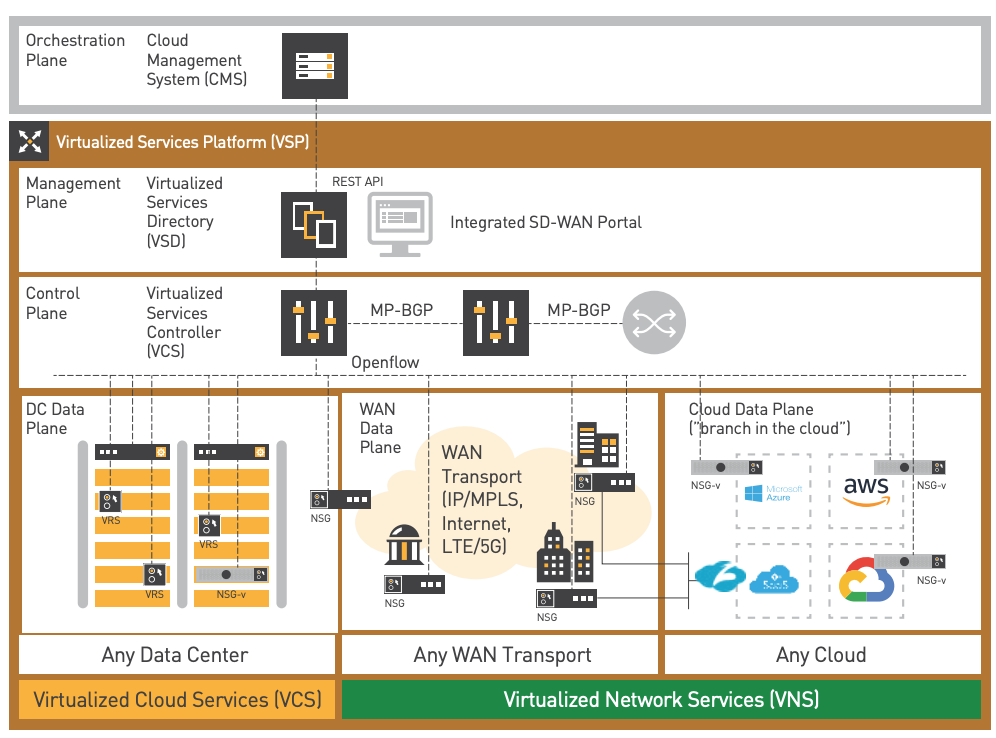 Orchestration
Plane
Cloud
Management
System (CMS)
Virtualized Services Platform (VSP)
Management
Plane
Virtualized
Services
Directory
(VSD)
REST API
Integrated SD-WAN Portal
Control
Plane
Virtualized
Services
Controller
(VCS)
MP-BGP
MP-BGP
Openflow
DC Data
Plane
VRS
VRS
VRS
NSG-v
NSG
WAN
Data
Plane
WAN
Transport
(IP/MPLS,
Internet,
LTE/5G)
NSG
NSG
NSG
Cloud Data Plane
("branch in the cloud")
NSG-v
Microsoft
Azure
aws
NSG-v
SaaS
NSG-v
Any Data Center
Any WAN Transport
Any Cloud
Virtualized Cloud Services (VCS)
Virtualized Network Services (VNS)